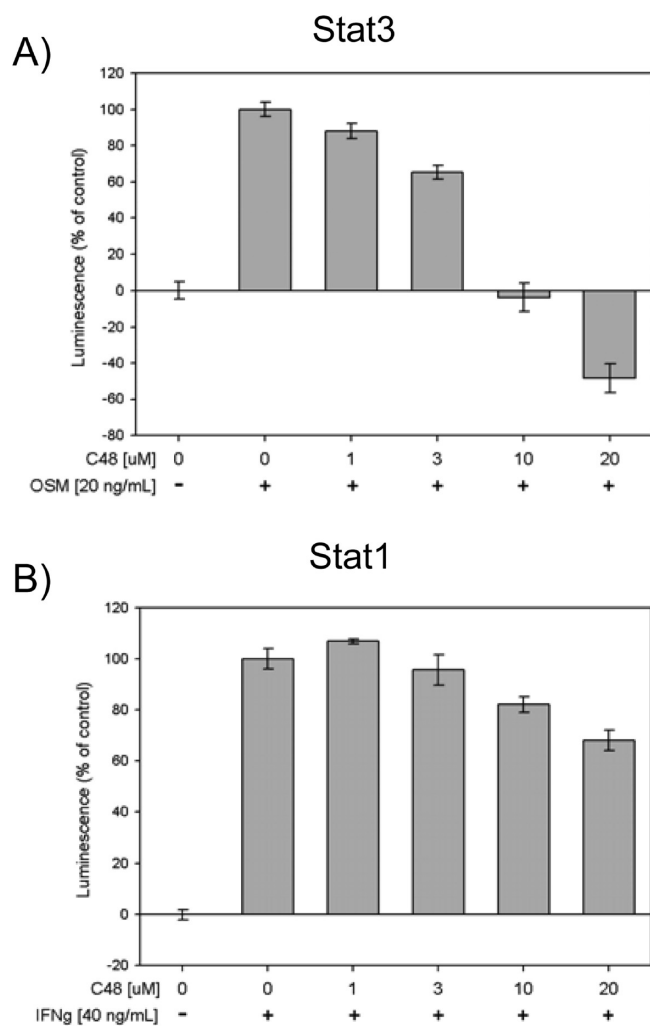 Stat3
A)
120
100
80
60
40
20
0
-20
-40
-60
-80
Luminescence (% of control)
C48 [uM] 0 0 1 3 10 20
OSM [20 ng/mL] - + + + + +
Stat1
B)
120
100
80
60
40
20
0
-20
Luminescence (% of control)
C48 [uM] 0 0 1 3 10 20
IFNg [40 ng/mL] - + + + + +